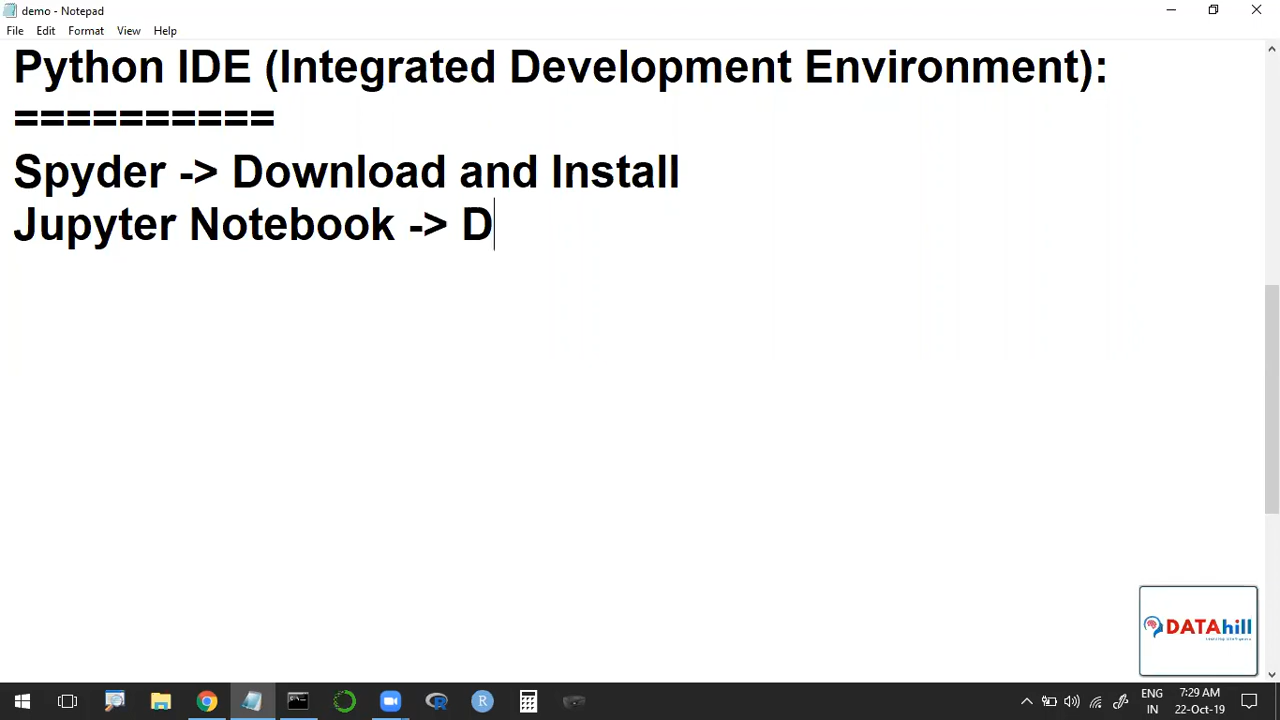 demo - Notepad
File Edit Format View Help
Python IDE (Integrated Development Environment):
==========
Spyder -> Download and Install
Jupyter Notebook -> D
DATAhill
R
ENG 7:29 AM
IN 22-Oct-19